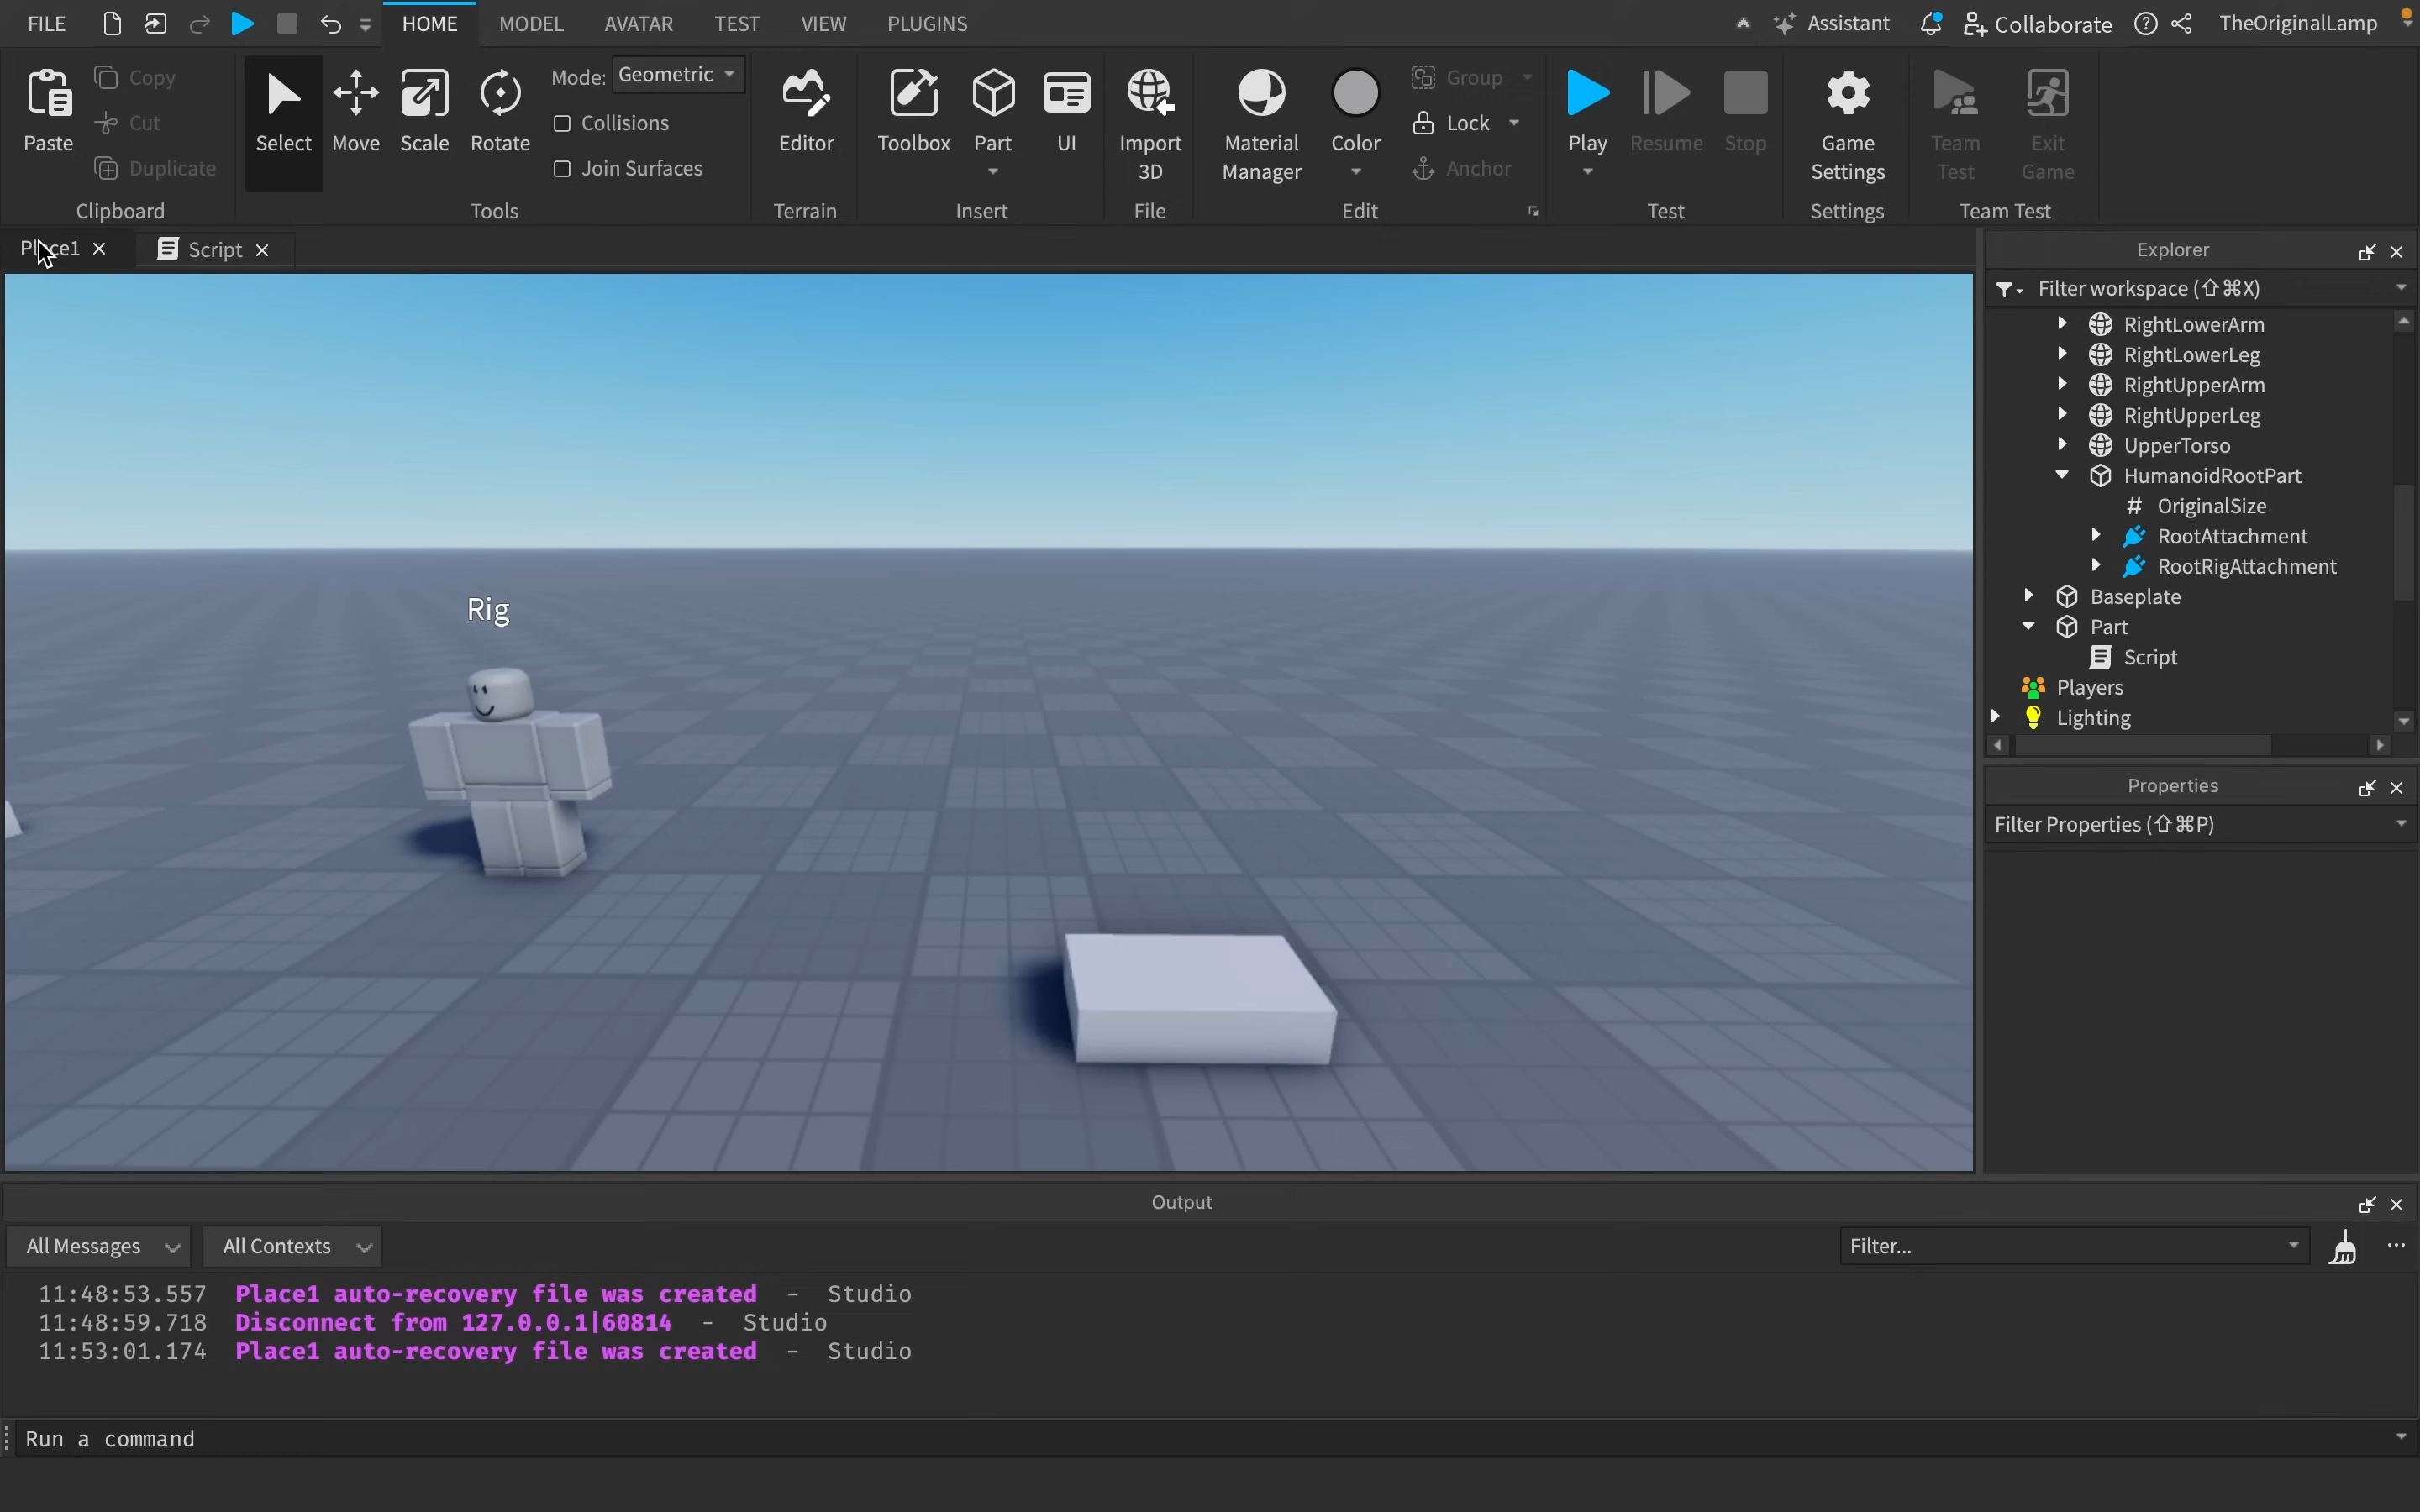 FILE HOME MODEL AVATAR TEST VIEW PLUGINS Assistant Collaborate TheOriginalLamp
Paste
Copy
Cut
Duplicate
Clipboard
Select Move Scale Rotate
Mode: Geometric
Collisions
Join Surfaces
Tools
Editor
Terrain
Toolbox Part UI
Insert
Import
3D
File
Material
Manager
Color
Group
Lock
Anchor
Edit
Play Resume Stop
Test
Game
Settings
Settings
Team
Test
Exit
Game
Team Test
Place1 Script
Rig
Explorer
Filter workspace (⇧⌘X)
RightLowerArm
RightLowerLeg
RightUpperArm
RightUpperLeg
UpperTorso
HumanoidRootPart
# OriginalSize
RootAttachment
RootRigAttachment
Baseplate
Part
Script
Players
Lighting
Properties
Filter Properties (⇧⌘P)
Output
All Messages All Contexts Filter...
11:48:53.557 Place1 auto-recovery file was created - Studio
11:48:59.718 Disconnect from 127.0.0.1|60814 - Studio
11:53:01.174 Place1 auto-recovery file was created - Studio
Run a command